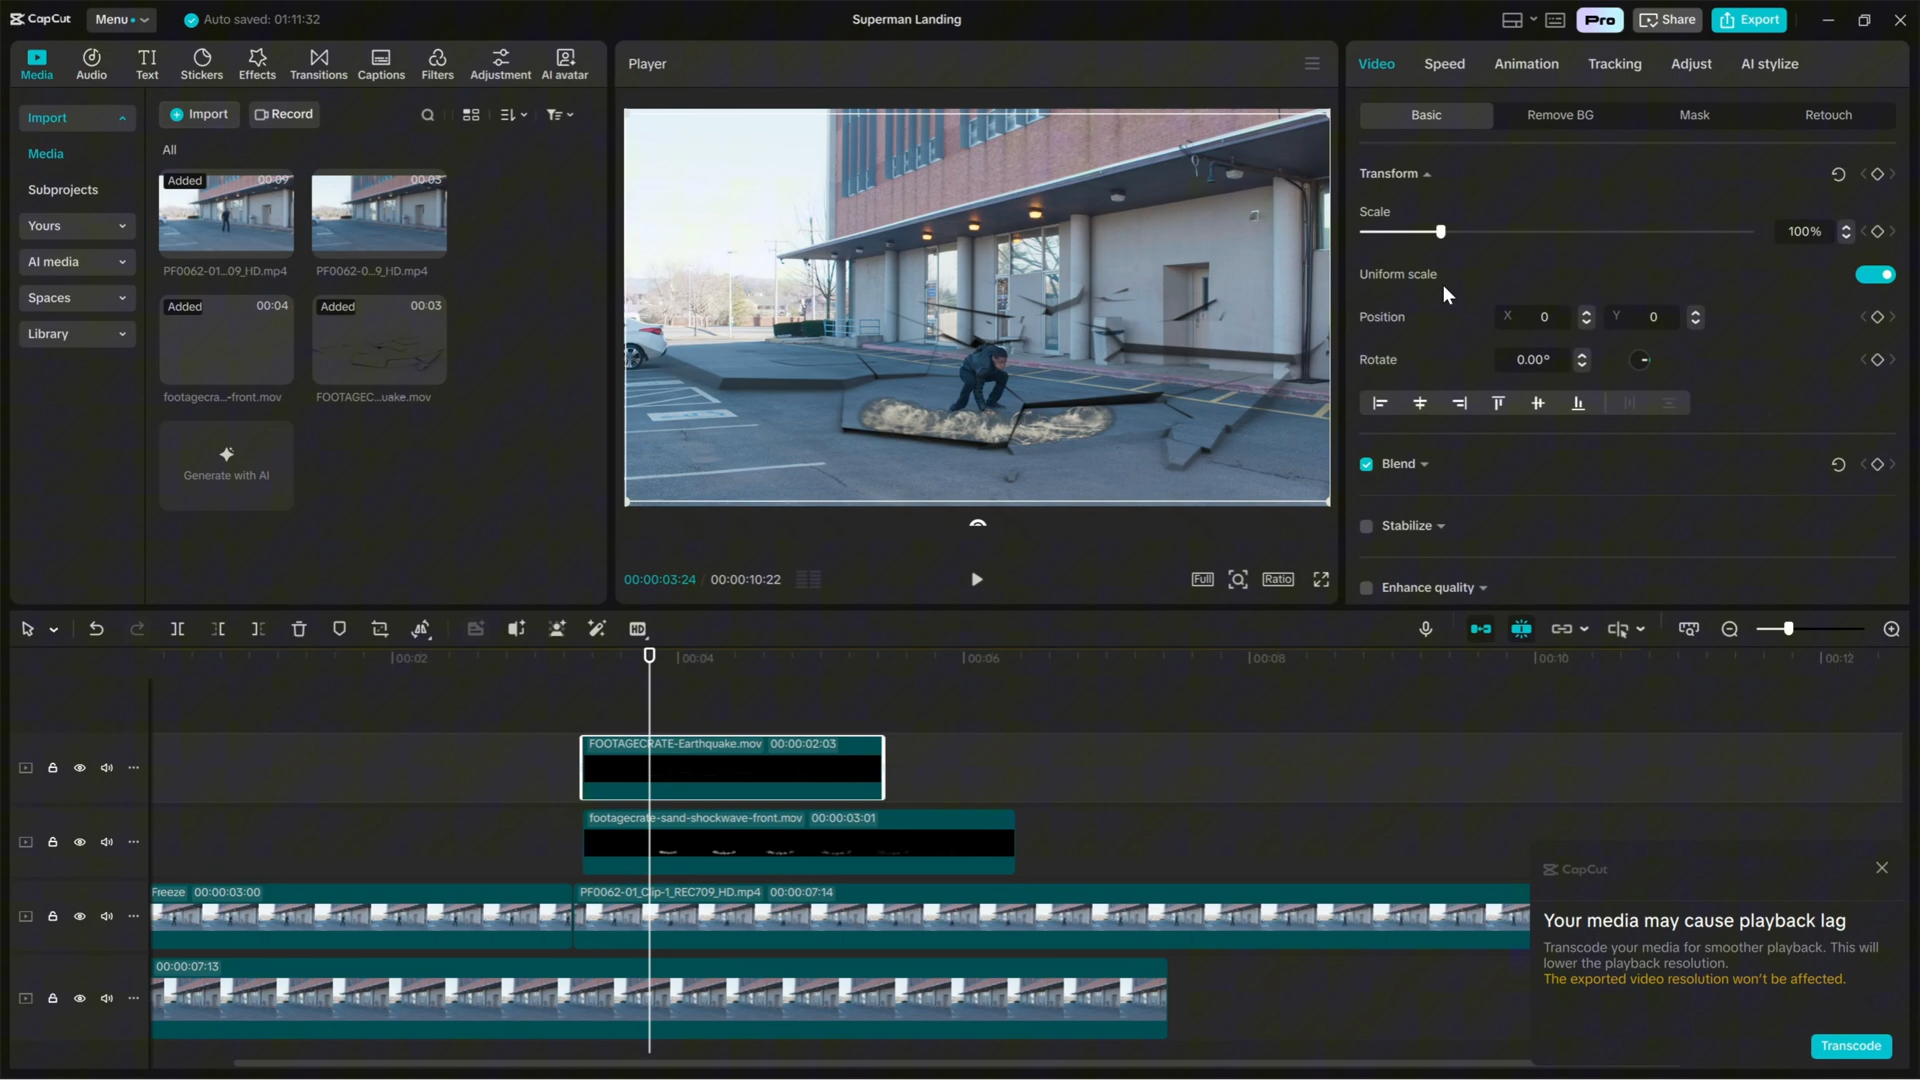 CapCut
Menu
Auto saved: 01:11:32
Superman Landing
Pro
Share
Export
Media
Audio
Text
Stickers
Effects
Transitions
Captions
Filters
Adjustment
AI avatar
Player
Video
Speed
Animation
Tracking
Adjust
AI stylize
Import
Import
Record
Basic
Remove BG
Mask
Retouch
Media
All
Subprojects
Yours
AI media
Spaces
Library
Added 00:09
PF0062-01...09_HD.mp4
00:03
PF0062-0...9_HD.mp4
Added 00:04
footagecra...-front.mov
Added 00:03
FOOTAGEC...uake.mov
Generate with AI
Transform
Scale
100%
Uniform scale
Position X 0 Y 0
Rotate 0.00°
Blend
Stabilize
Enhance quality
00:00:03:24 / 00:00:10:22
Full
Ratio
HD
00:02
00:04
00:06
00:08
00:10
00:12
FOOTAGECRATE-Earthquake.mov 00:00:02:03
footagecrate-sand-shockwave-front.mov 00:00:03:01
Freeze 00:00:03:00
PF0062-01_Clip-1_REC709_HD.mp4 00:00:07:14
00:00:07:13
CapCut
Your media may cause playback lag
Transcode your media for smoother playback. This will
lower the playback resolution.
The exported video resolution won't be affected.
Transcode